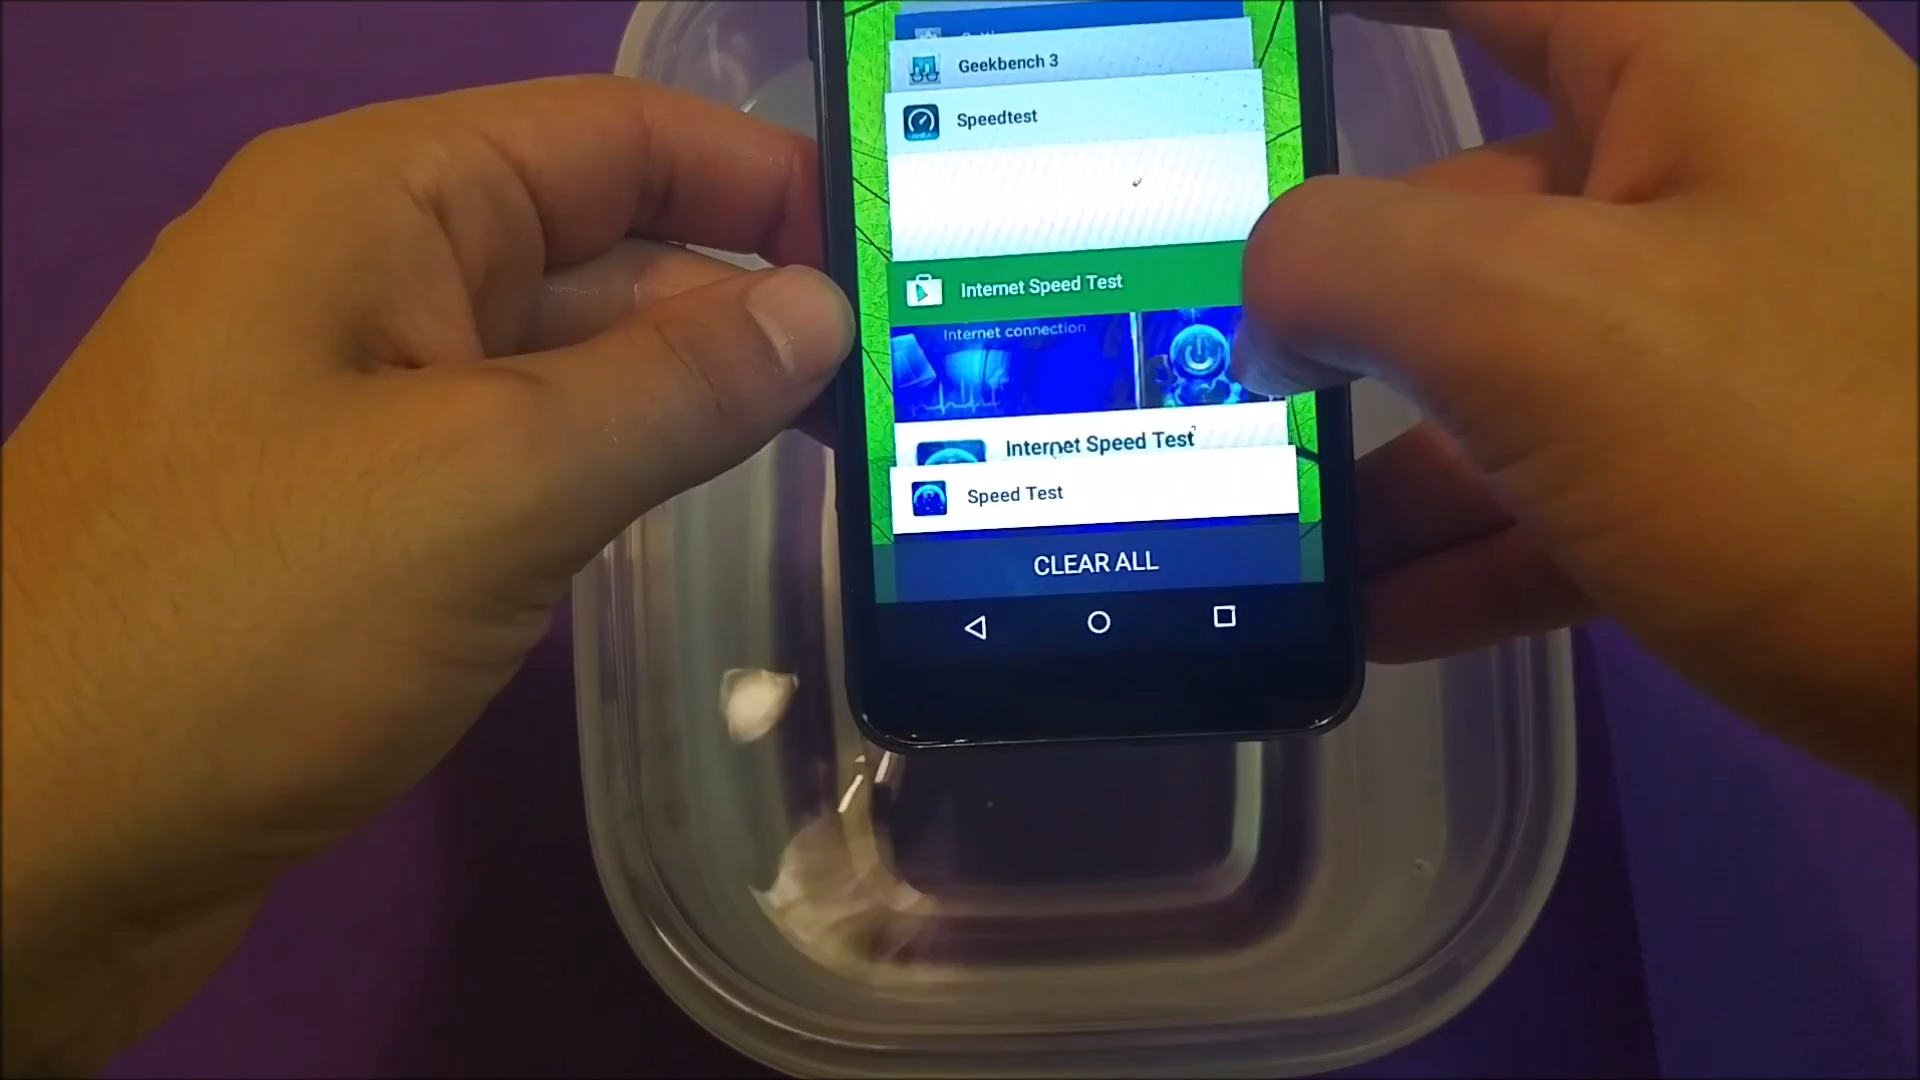 Geekbench 3
Speedtest
Internet Speed Test
Internet connection
Internet Speed Test
Speed Test
CLEAR ALL